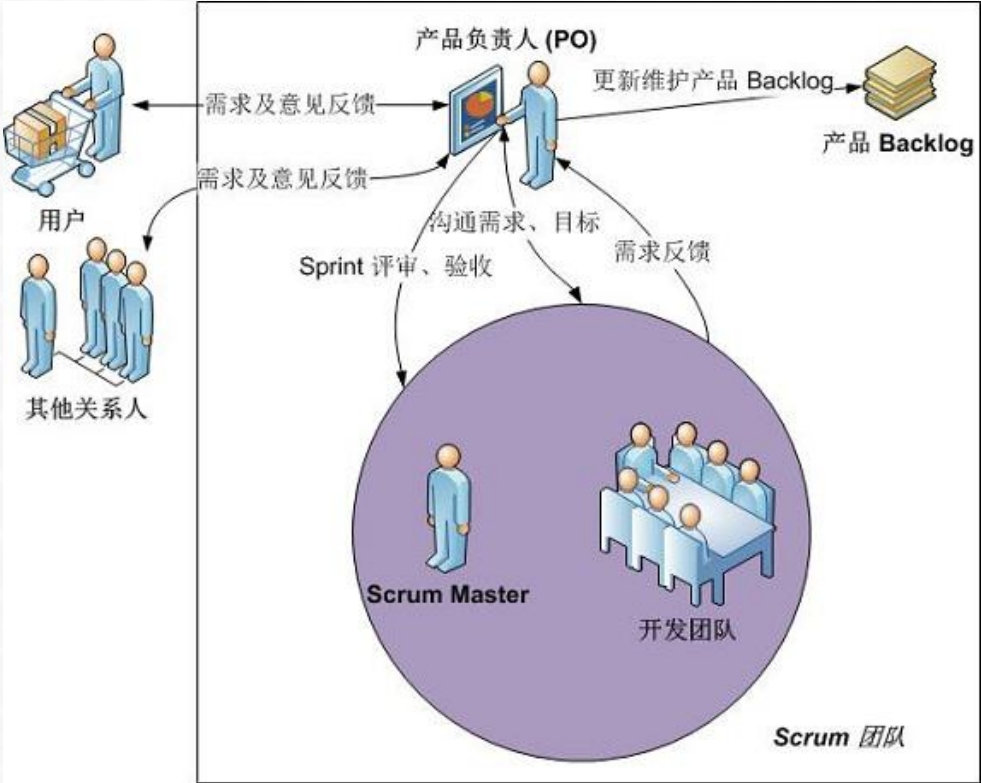 产品负责人 (PO)
更新维护产品 Backlog
需求及意见反馈
产品 Backlog
需求及意见反馈
用户
沟通需求、目标
需求反馈
Sprint 评审、验收
其他关系人
Scrum Master
开发团队
Scrum 团队